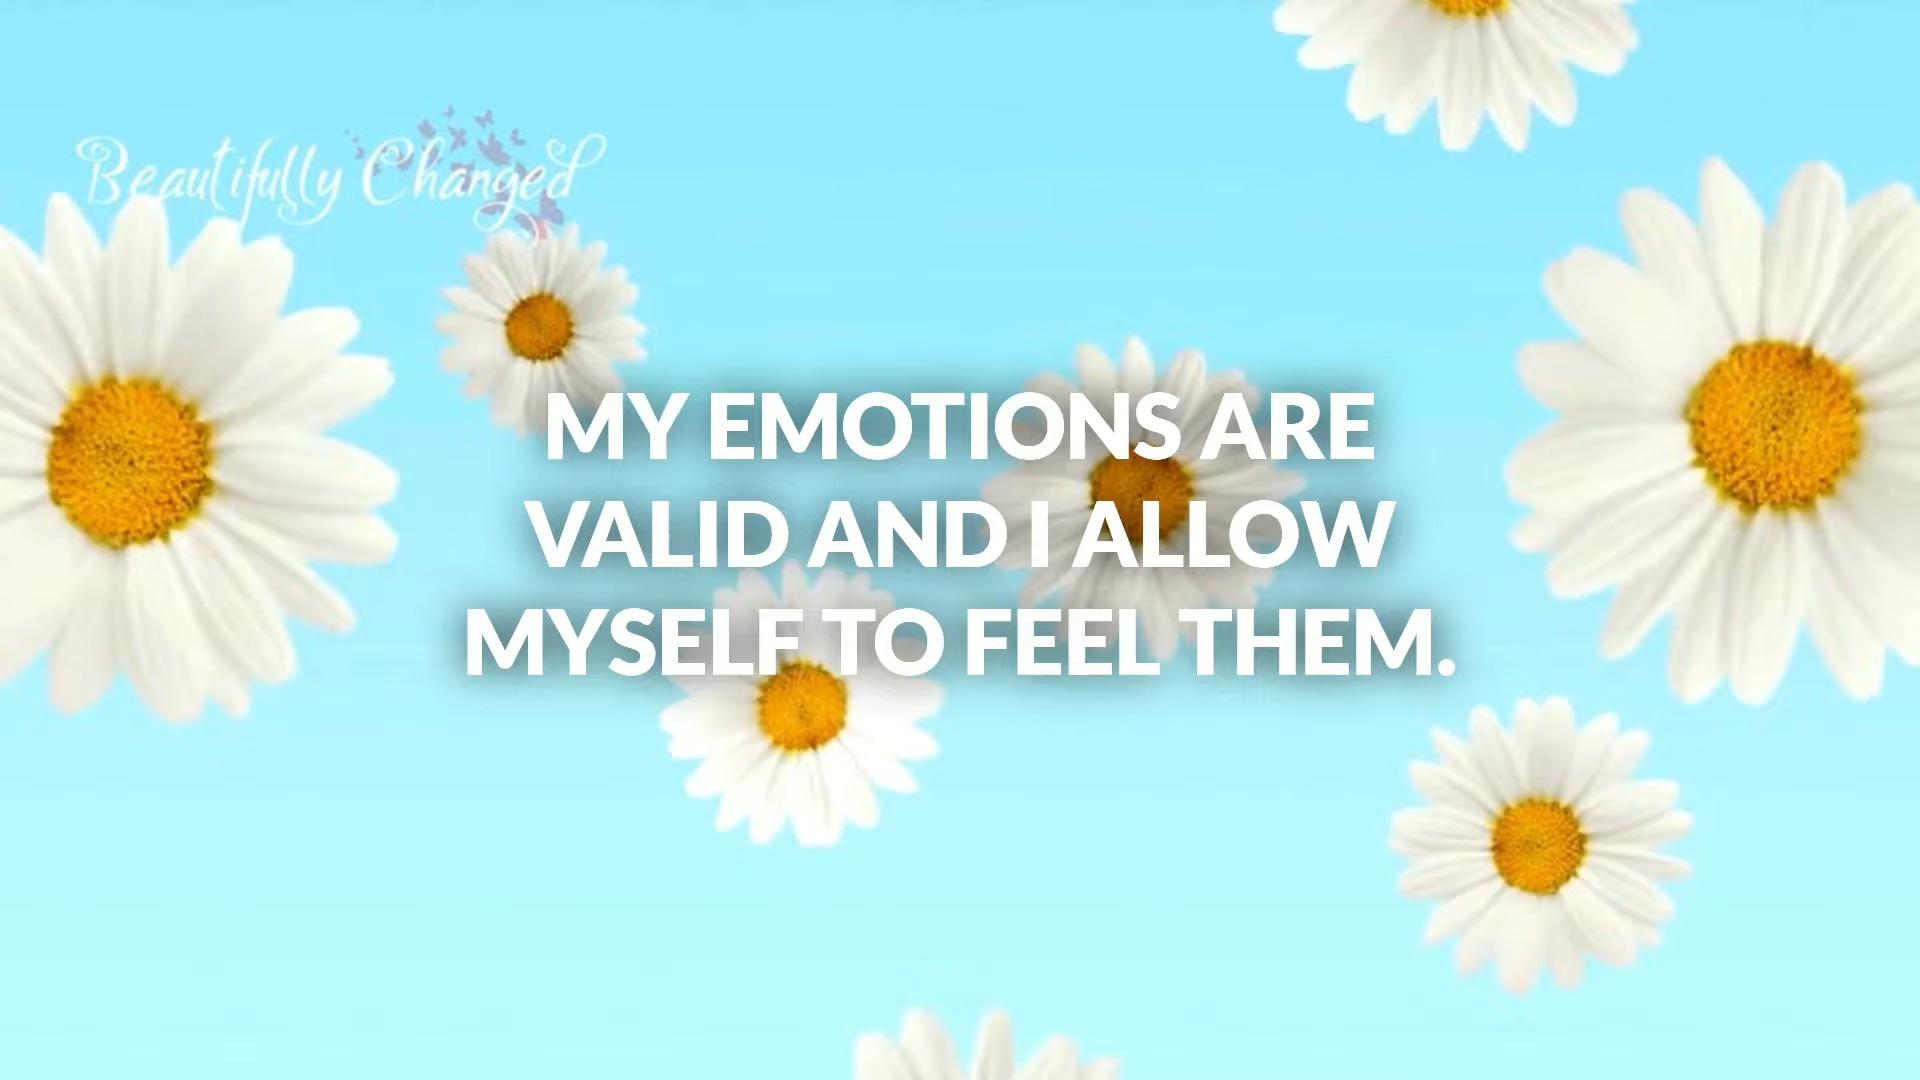 Beautifully Changed
MY EMOTIONS ARE
VALID AND I ALLOW
MYSELF TO FEEL THEM.